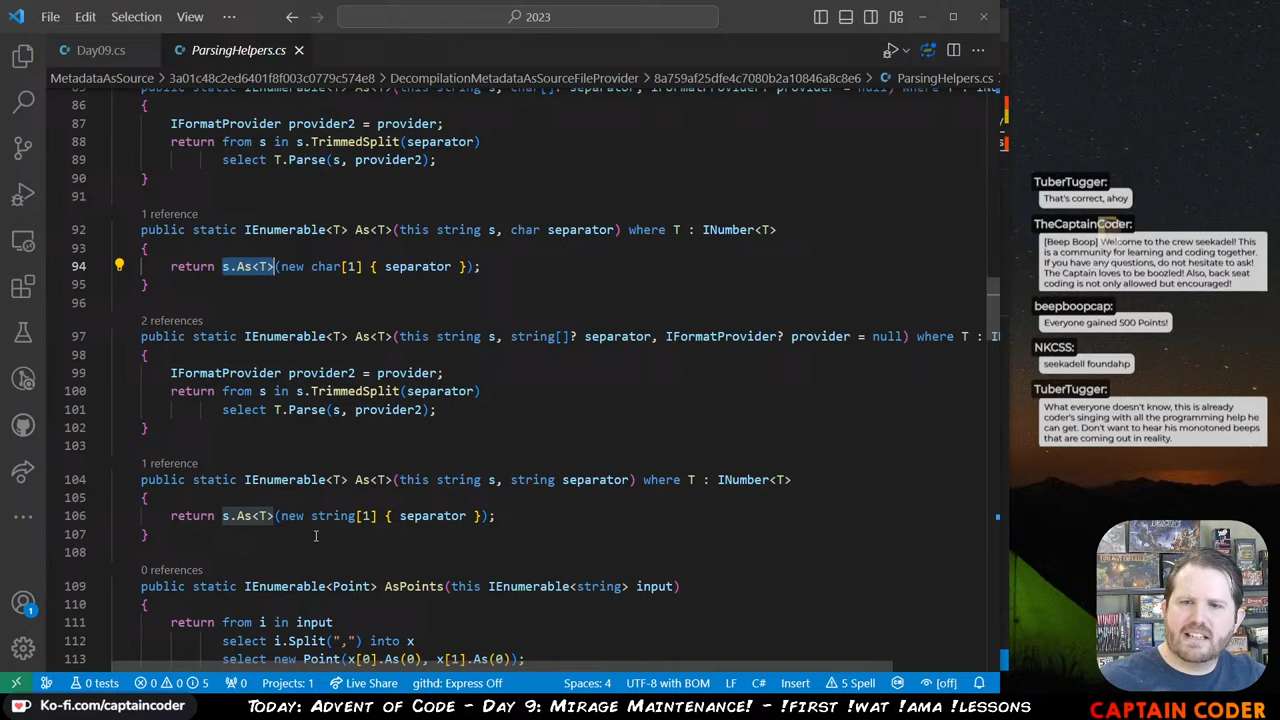 File Edit Selection View ··· 2023
Day09.cs ParsingHelpers.cs
MetadataAsSource > 3a01c48c2ed6401f8f003c0779c574e8 > DecompilationMetadataAsSourceFileProvider > 8a759af25dfe4c7080b2a10846a8c8e6 > ParsingHelpers.cs
86 {
87 IFormatProvider provider2 = provider;
88 return from s in s.TrimmedSplit(separator)
89 select T.Parse(s, provider2);
90 }
91
1 reference
92 public static IEnumerable<T> As<T>(this string s, char separator) where T : INumber<T>
93 {
94 return s.As<T>(new char[1] { separator });
95 }
96
2 references
97 public static IEnumerable<T> As<T>(this string s, string[]? separator, IFormatProvider? provider = null) where T : I
98 {
99 IFormatProvider provider2 = provider;
100 return from s in s.TrimmedSplit(separator)
101 select T.Parse(s, provider2);
102 }
103
1 reference
104 public static IEnumerable<T> As<T>(this string s, string separator) where T : INumber<T>
105 {
106 return s.As<T>(new string[1] { separator });
107 }
108
0 references
109 public static IEnumerable<Point> AsPoints(this IEnumerable<string> input)
110 {
111 return from i in input
112 select i.Split(",") into x
113 select new Point(x[0].As(0), x[1].As(0));
0 tests 0 0 5 0 Projects: 1 Live Share githd: Express Off Spaces: 4 UTF-8 with BOM LF C# Insert 5 Spell [off]
TuberTugger:
That's correct, ahoy
TheCaptainCoder:
[Beep Boop] Welcome to the crew seekadel! This
is a community for learning and coding together.
If you have any questions, do not hesitate to ask!
The Captain loves to be boozled! Also, back seat
coding is not only allowed but encouraged!
beepboopcap:
Everyone gained 500 Points!
NKCSS:
seekadell foundahp
TuberTugger:
What everyone doesn't know, this is already
coder's singing with all the programming help he
can get. Don't want to hear his monotoned beeps
that are coming out in reality.
Ko-fi.com/captaincoder
Today: Advent of Code - Day 9: Mirage Maintenance! - !first !wat !ama !lessons
CAPTAIN CODER